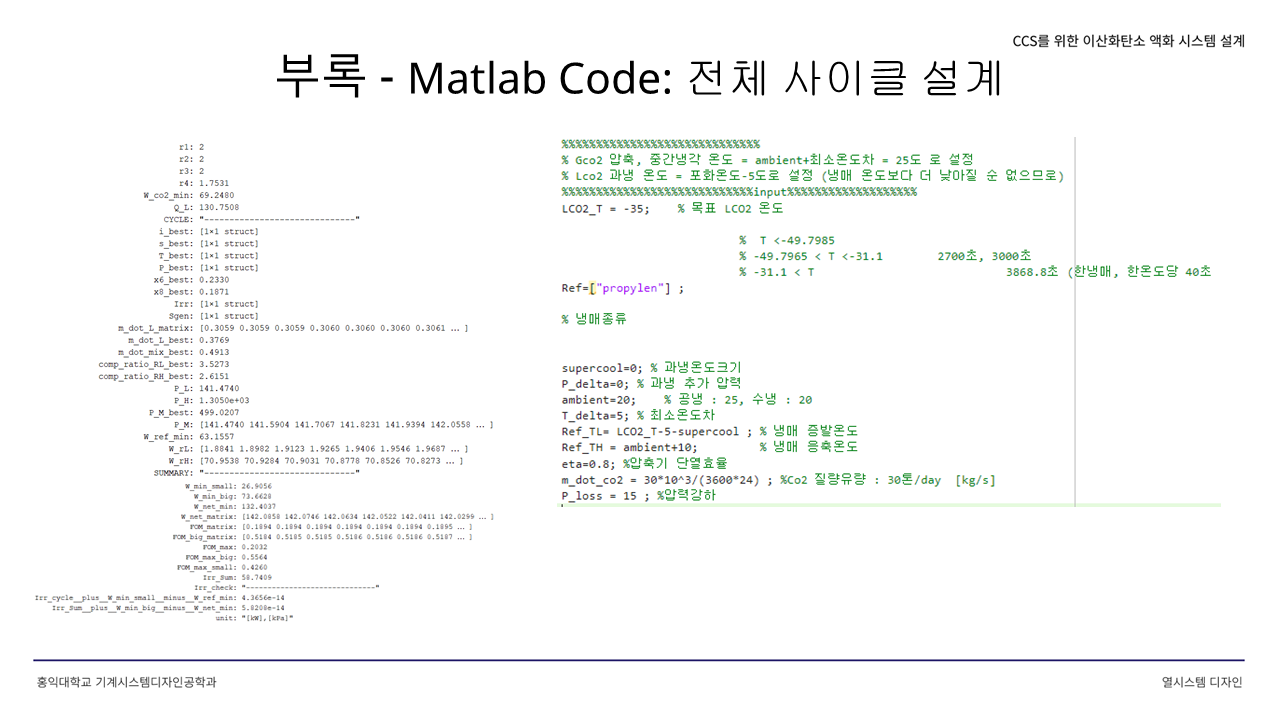 CCS를 위한 이산화탄소 액화 시스템 설계
부록 - Matlab Code: 전체 사이클 설계
r1: 2
r2: 2
r3: 2
r4: 1.7531
W_co2_min: 69.2480
Q_L: 130.7508
CYCLE: "------------------------------"
i_best: [1×1 struct]
s_best: [1×1 struct]
T_best: [1×1 struct]
P_best: [1×1 struct]
x6_best: 0.2330
x8_best: 0.1871
Irr: [1×1 struct]
Sgen: [1×1 struct]
m_dot_L_matrix: [0.3059 0.3059 0.3059 0.3060 0.3060 0.3060 0.3061 … ]
m_dot_L_best: 0.3769
m_dot_mix_best: 0.4913
comp_ratio_RL_best: 3.5273
comp_ratio_RH_best: 2.6151
P_L: 141.4740
P_H: 1.3050e+03
P_M_best: 499.0207
P_M: [141.4740 141.5904 141.7067 141.8231 141.9394 142.0558 … ]
W_ref_min: 63.1557
W_rL: [1.8841 1.8982 1.9123 1.9265 1.9406 1.9546 1.9687 … ]
W_rH: [70.9538 70.9284 70.9031 70.8778 70.8526 70.8273 … ]
SUMMARY: "------------------------------"
W_min_small: 26.9056
W_min_big: 73.6628
W_net_min: 132.4037
W_net_matrix: [142.0858 142.0746 142.0634 142.0522 142.0411 142.0299 … ]
FOM_matrix: [0.1894 0.1894 0.1894 0.1894 0.1894 0.1894 0.1895 … ]
FOM_big_matrix: [0.5184 0.5185 0.5185 0.5186 0.5186 0.5186 0.5187 … ]
FOM_max: 0.2032
FOM_max_big: 0.5564
FOM_max_small: 0.4260
Irr_Sum: 58.7409
Irr_check: "------------------------------"
Irr_cycle__plus__W_min_small__minus__W_ref_min: 4.3656e-14
Irr_Sum__plus__W_min_big__minus__W_net_min: 5.8208e-14
unit: "[kW],[kPa]"
%%%%%%%%%%%%%%%%%%%%%%%%%%%%%
% Gco2 압축, 중간냉각 온도 = ambient+최소온도차 = 25도 로 설정
% Lco2 과냉 온도 = 포화온도-5도로 설정 (냉매 온도보다 더 낮아질 순 없으므로)
%%%%%%%%%%%%%%%%%%%%%%%%%%%%input%%%%%%%%%%%%%%%%%%%
LCO2_T = -35; % 목표 LCO2 온도
% T <-49.7985
% -49.7965 < T <-31.1 2700초, 3000초
% -31.1 < T 3868.8초 (한냉매, 한온도당 40초
Ref=["propylen"] ;
% 냉매종류
supercool=0; % 과냉온도크기
P_delta=0; % 과냉 추가 압력
ambient=20; % 공냉 : 25, 수냉 : 20
T_delta=5; % 최소온도차
Ref_TL= LCO2_T-5-supercool ; % 냉매 증발온도
Ref_TH = ambient+10; % 냉매 응축온도
eta=0.8; %압축기 단열효율
m_dot_co2 = 30*10^3/(3600*24) ; %Co2 질량유량 : 30톤/day [kg/s]
P_loss = 15 ; %압력강하
홍익대학교 기계시스템디자인공학과
열시스템 디자인